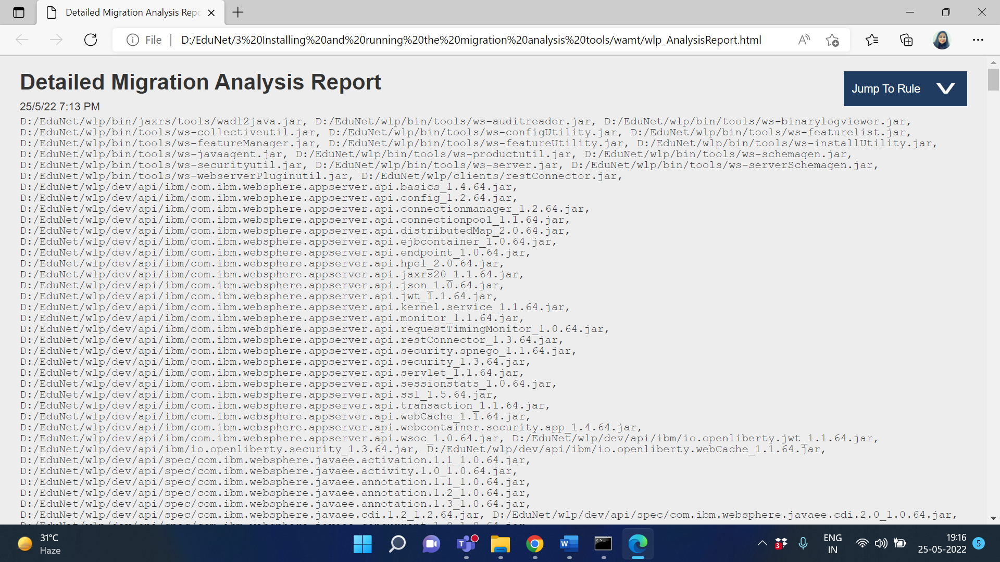 Detailed Migration Analysis Repo
File
D:/EduNet/3%20Installing%20and%20running%20the%20migration%20analysis%20tools/wamt/wlp_AnalysisReport.html
Detailed Migration Analysis Report
Jump To Rule
25/5/22 7:13 PM
D:/EduNet/wlp/bin/jaxrs/tools/wadl2java.jar, D:/EduNet/wlp/bin/tools/ws-auditreader.jar, D:/EduNet/wlp/bin/tools/ws-binarylogviewer.jar,
D:/EduNet/wlp/bin/tools/ws-collectiveutil.jar, D:/EduNet/wlp/bin/tools/ws-configUtility.jar, D:/EduNet/wlp/bin/tools/ws-featurelist.jar,
D:/EduNet/wlp/bin/tools/ws-featureManager.jar, D:/EduNet/wlp/bin/tools/ws-featureUtility.jar, D:/EduNet/wlp/bin/tools/ws-installUtility.jar,
D:/EduNet/wlp/bin/tools/ws-javaagent.jar, D:/EduNet/wlp/bin/tools/ws-productutil.jar, D:/EduNet/wlp/bin/tools/ws-schemagen.jar,
D:/EduNet/wlp/bin/tools/ws-securityutil.jar, D:/EduNet/wlp/bin/tools/ws-server.jar, D:/EduNet/wlp/bin/tools/ws-serverSchemagen.jar,
D:/EduNet/wlp/bin/tools/ws-webserverPluginutil.jar, D:/EduNet/wlp/clients/restConnector.jar,
D:/EduNet/wlp/dev/api/ibm/com.ibm.websphere.appserver.api.basics_1.4.64.jar,
D:/EduNet/wlp/dev/api/ibm/com.ibm.websphere.appserver.api.config_1.2.64.jar,
D:/EduNet/wlp/dev/api/ibm/com.ibm.websphere.appserver.api.connectionmanager_1.2.64.jar,
D:/EduNet/wlp/dev/api/ibm/com.ibm.websphere.appserver.api.connectionpool_1.1.64.jar,
D:/EduNet/wlp/dev/api/ibm/com.ibm.websphere.appserver.api.distributedMap_2.0.64.jar,
D:/EduNet/wlp/dev/api/ibm/com.ibm.websphere.appserver.api.ejbcontainer_1.0.64.jar,
D:/EduNet/wlp/dev/api/ibm/com.ibm.websphere.appserver.api.endpoint_1.0.64.jar,
D:/EduNet/wlp/dev/api/ibm/com.ibm.websphere.appserver.api.hpel_2.0.64.jar,
D:/EduNet/wlp/dev/api/ibm/com.ibm.websphere.appserver.api.jaxrs20_1.1.64.jar,
D:/EduNet/wlp/dev/api/ibm/com.ibm.websphere.appserver.api.json_1.0.64.jar,
D:/EduNet/wlp/dev/api/ibm/com.ibm.websphere.appserver.api.jwt_1.1.64.jar,
D:/EduNet/wlp/dev/api/ibm/com.ibm.websphere.appserver.api.kernel.service_1.1.64.jar,
D:/EduNet/wlp/dev/api/ibm/com.ibm.websphere.appserver.api.monitor_1.1.64.jar,
D:/EduNet/wlp/dev/api/ibm/com.ibm.websphere.appserver.api.requestTimingMonitor_1.0.64.jar,
D:/EduNet/wlp/dev/api/ibm/com.ibm.websphere.appserver.api.restConnector_1.3.64.jar,
D:/EduNet/wlp/dev/api/ibm/com.ibm.websphere.appserver.api.security.spnego_1.1.64.jar,
D:/EduNet/wlp/dev/api/ibm/com.ibm.websphere.appserver.api.security_1.3.64.jar,
D:/EduNet/wlp/dev/api/ibm/com.ibm.websphere.appserver.api.servlet_1.1.64.jar,
D:/EduNet/wlp/dev/api/ibm/com.ibm.websphere.appserver.api.sessionstats_1.0.64.jar,
D:/EduNet/wlp/dev/api/ibm/com.ibm.websphere.appserver.api.ssl_1.5.64.jar,
D:/EduNet/wlp/dev/api/ibm/com.ibm.websphere.appserver.api.transaction_1.1.64.jar,
D:/EduNet/wlp/dev/api/ibm/com.ibm.websphere.appserver.api.webCache_1.1.64.jar,
D:/EduNet/wlp/dev/api/ibm/com.ibm.websphere.appserver.api.webcontainer.security.app_1.4.64.jar,
D:/EduNet/wlp/dev/api/ibm/com.ibm.websphere.appserver.api.wsoc_1.0.64.jar, D:/EduNet/wlp/dev/api/ibm/io.openliberty.jwt_1.1.64.jar,
D:/EduNet/wlp/dev/api/ibm/io.openliberty.security_1.3.64.jar, D:/EduNet/wlp/dev/api/ibm/io.openliberty.webCache_1.1.64.jar,
D:/EduNet/wlp/dev/api/spec/com.ibm.websphere.javaee.activation.1.1_1.0.64.jar,
D:/EduNet/wlp/dev/api/spec/com.ibm.websphere.javaee.activity.1.0_1.0.64.jar,
D:/EduNet/wlp/dev/api/spec/com.ibm.websphere.javaee.annotation.1.1_1.0.64.jar,
D:/EduNet/wlp/dev/api/spec/com.ibm.websphere.javaee.annotation.1.2_1.0.64.jar,
D:/EduNet/wlp/dev/api/spec/com.ibm.websphere.javaee.annotation.1.3_1.0.64.jar,
D:/EduNet/wlp/dev/api/spec/com.ibm.websphere.javaee.cdi.1.2_1.2.64.jar, D:/EduNet/wlp/dev/api/spec/com.ibm.websphere.javaee.cdi.2.0_1.0.64.jar,
31°C
Haze
3
ENG
IN
19:16
25-05-2022
5